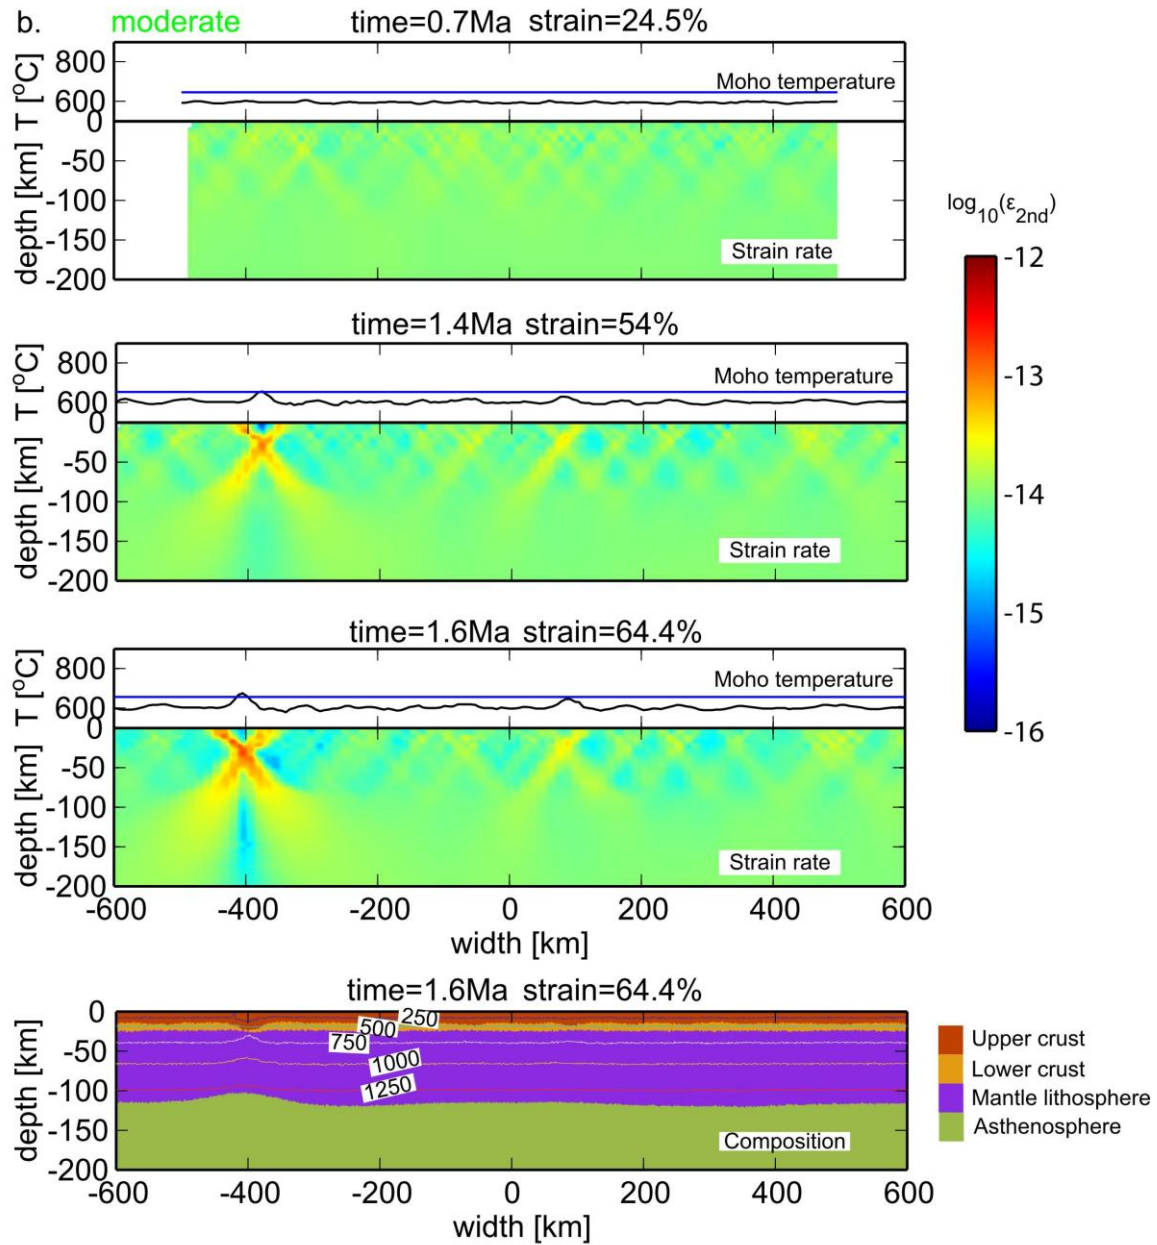 b. moderate time=0.7Ma strain=24.5%
T [°C]
800
600
0
Moho temperature
depth [km]
-50
-100
-150
-200
Strain rate
time=1.4Ma strain=54%
T [°C]
800
600
0
Moho temperature
depth [km]
-50
-100
-150
-200
Strain rate
time=1.6Ma strain=64.4%
T [°C]
800
600
0
Moho temperature
depth [km]
-50
-100
-150
-200
Strain rate
-600 -400 -200 0 200 400 600
width [km]
log10(ε2nd)
-12
-13
-14
-15
-16
time=1.6Ma strain=64.4%
depth [km]
0
-50
-100
-150
-200
250
500
750
1000
1250
Composition
-600 -400 -200 0 200 400 600
width [km]
Upper crust
Lower crust
Mantle lithosphere
Asthenosphere